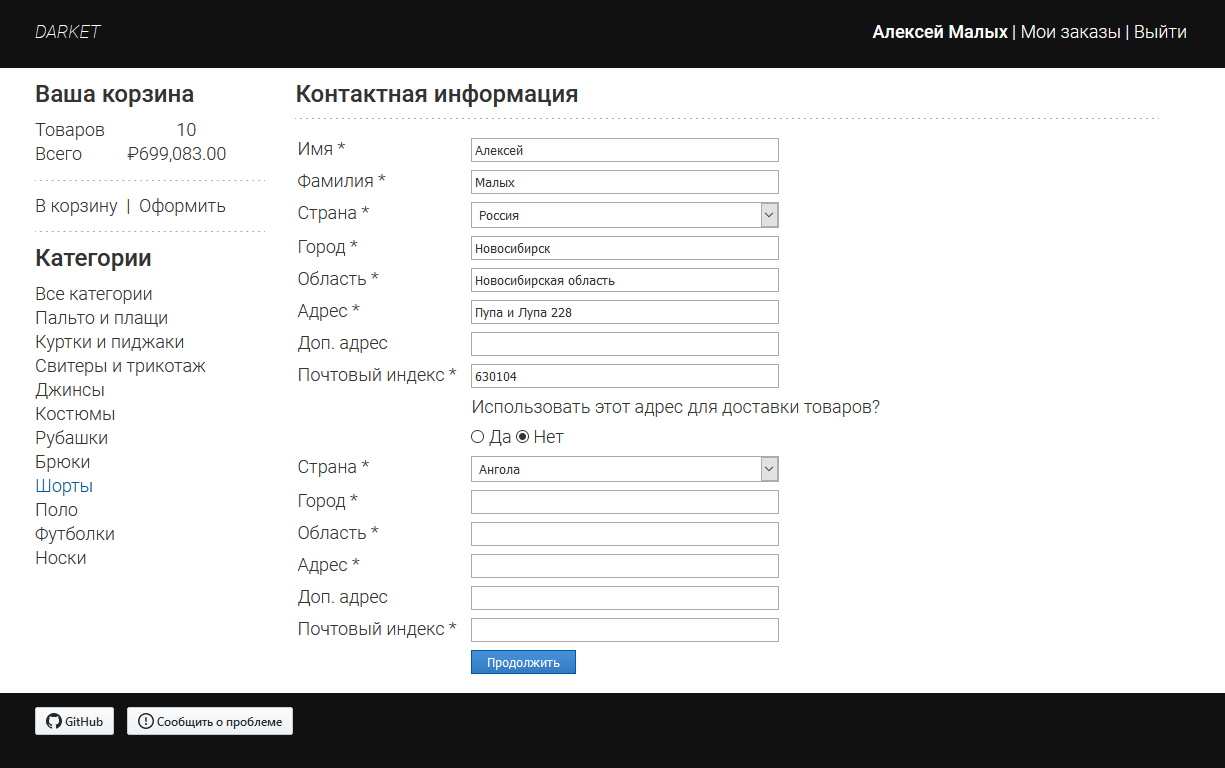 DARKET
Алексей Малых | Мои заказы | Выйти
Ваша корзина
Товаров 10
Всего ₽699,083.00
В корзину | Оформить
Категории
Все категории
Пальто и плащи
Куртки и пиджаки
Свитеры и трикотаж
Джинсы
Костюмы
Рубашки
Брюки
Шорты
Поло
Футболки
Носки
Контактная информация
Имя * Алексей
Фамилия * Малых
Страна * Россия
Город * Новосибирск
Область * Новосибирская область
Адрес * Пупа и Лупа 228
Доп. адрес
Почтовый индекс * 630104
Использовать этот адрес для доставки товаров?
Да Нет
Страна * Ангола
Город *
Область *
Адрес *
Доп. адрес
Почтовый индекс *
Продолжить
GitHub Сообщить о проблеме